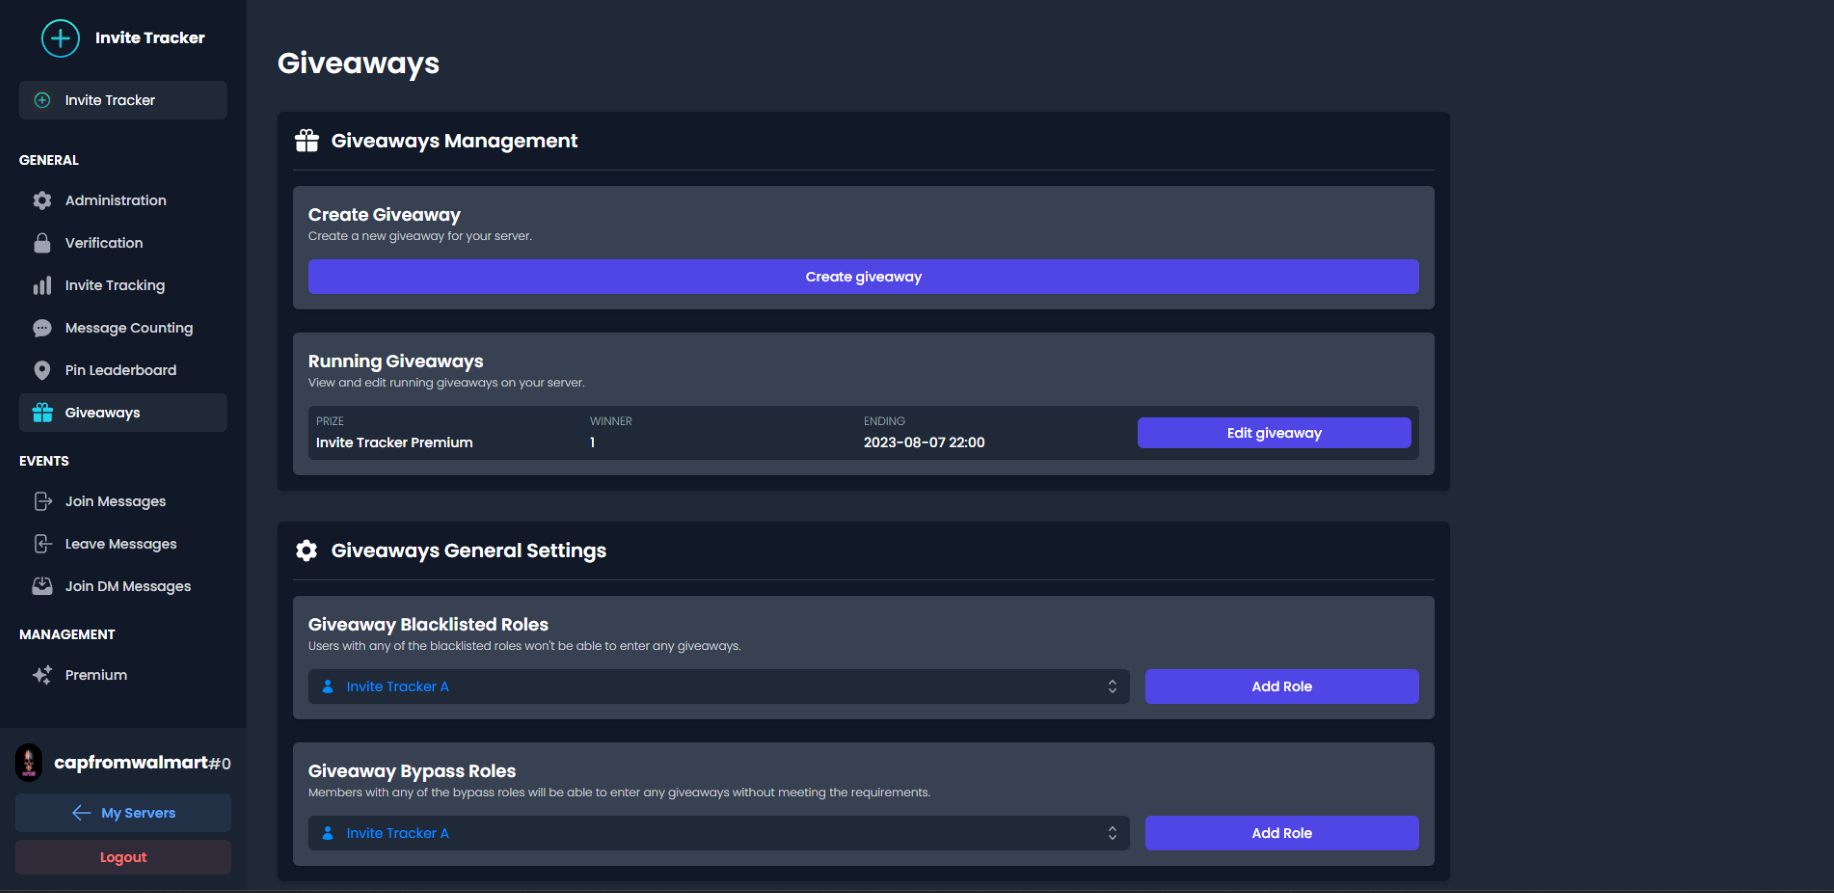 Invite Tracker
Invite Tracker
GENERAL
Administration
Verification
Invite Tracking
Message Counting
Pin Leaderboard
Giveaways
EVENTS
Join Messages
Leave Messages
Join DM Messages
MANAGEMENT
Premium
capfromwalmart#0
My Servers
Logout
Giveaways
Giveaways Management
Create Giveaway
Create a new giveaway for your server.
Create giveaway
Running Giveaways
View and edit running giveaways on your server.
PRIZE WINNER ENDING
Invite Tracker Premium 1 2023-08-07 22:00
Edit giveaway
Giveaways General Settings
Giveaway Blacklisted Roles
Users with any of the blacklisted roles won't be able to enter any giveaways.
Invite Tracker A Add Role
Giveaway Bypass Roles
Members with any of the bypass roles will be able to enter any giveaways without meeting the requirements.
Invite Tracker A Add Role